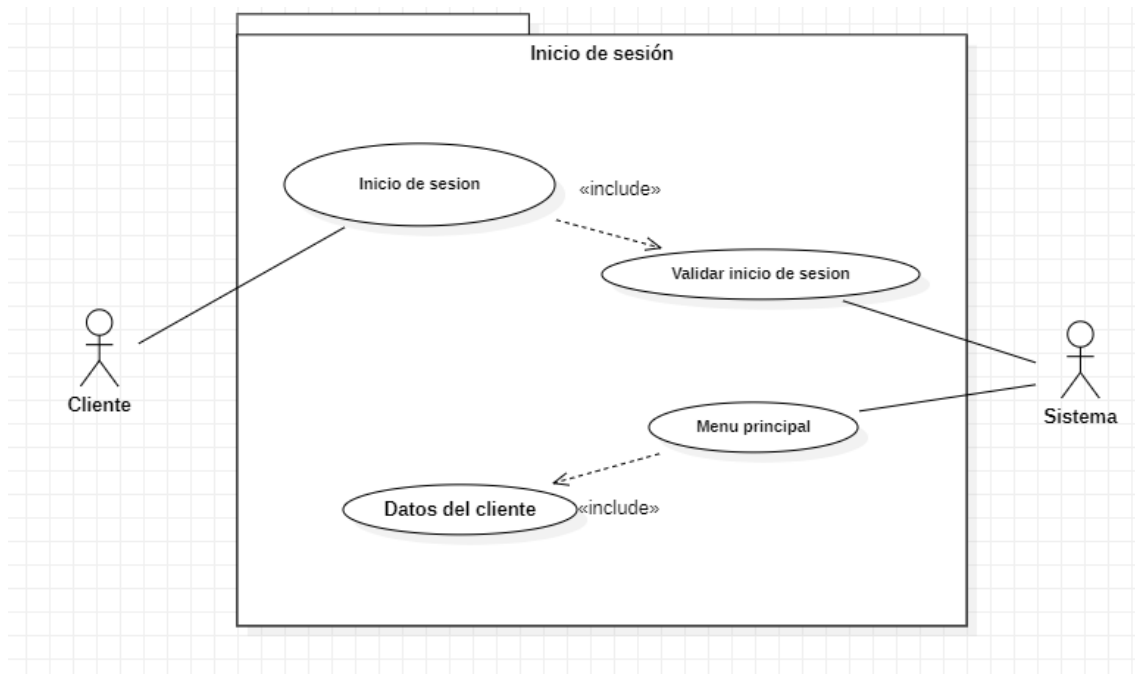 Inicio de sesión
Inicio de sesion
«include»
Validar inicio de sesion
Cliente
Sistema
Menu principal
Datos del cliente
«include»